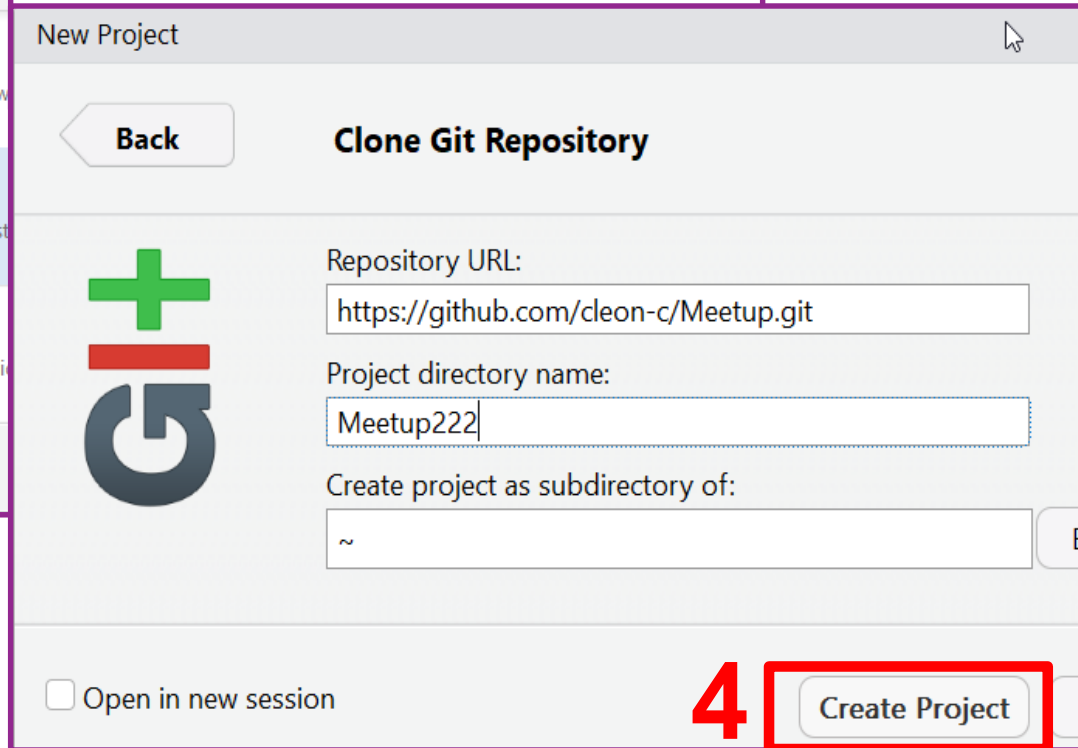 New Project
Back
Clone Git Repository
GIT
Repository URL:
https://github.com/cleon-c/Meetup.git
Project directory name:
Meetup222
Create project as subdirectory of:
~
Open in new session
4
Create Project